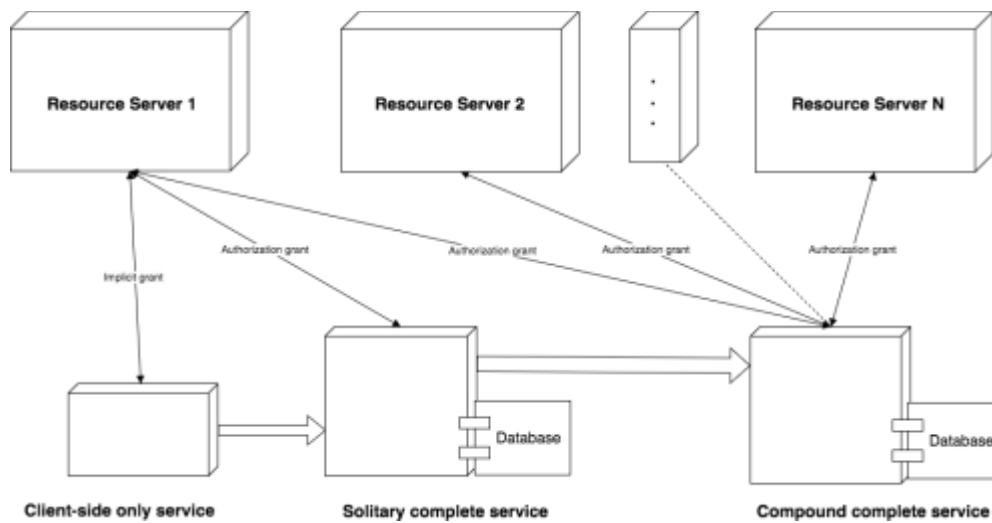 Resource Server 1
Resource Server 2
Resource Server N
Authorization grant
Authorization grant
Authorization grant
Authorization grant
Implicit grant
Database
Database
Client-side only service
Solitary complete service
Compound complete service